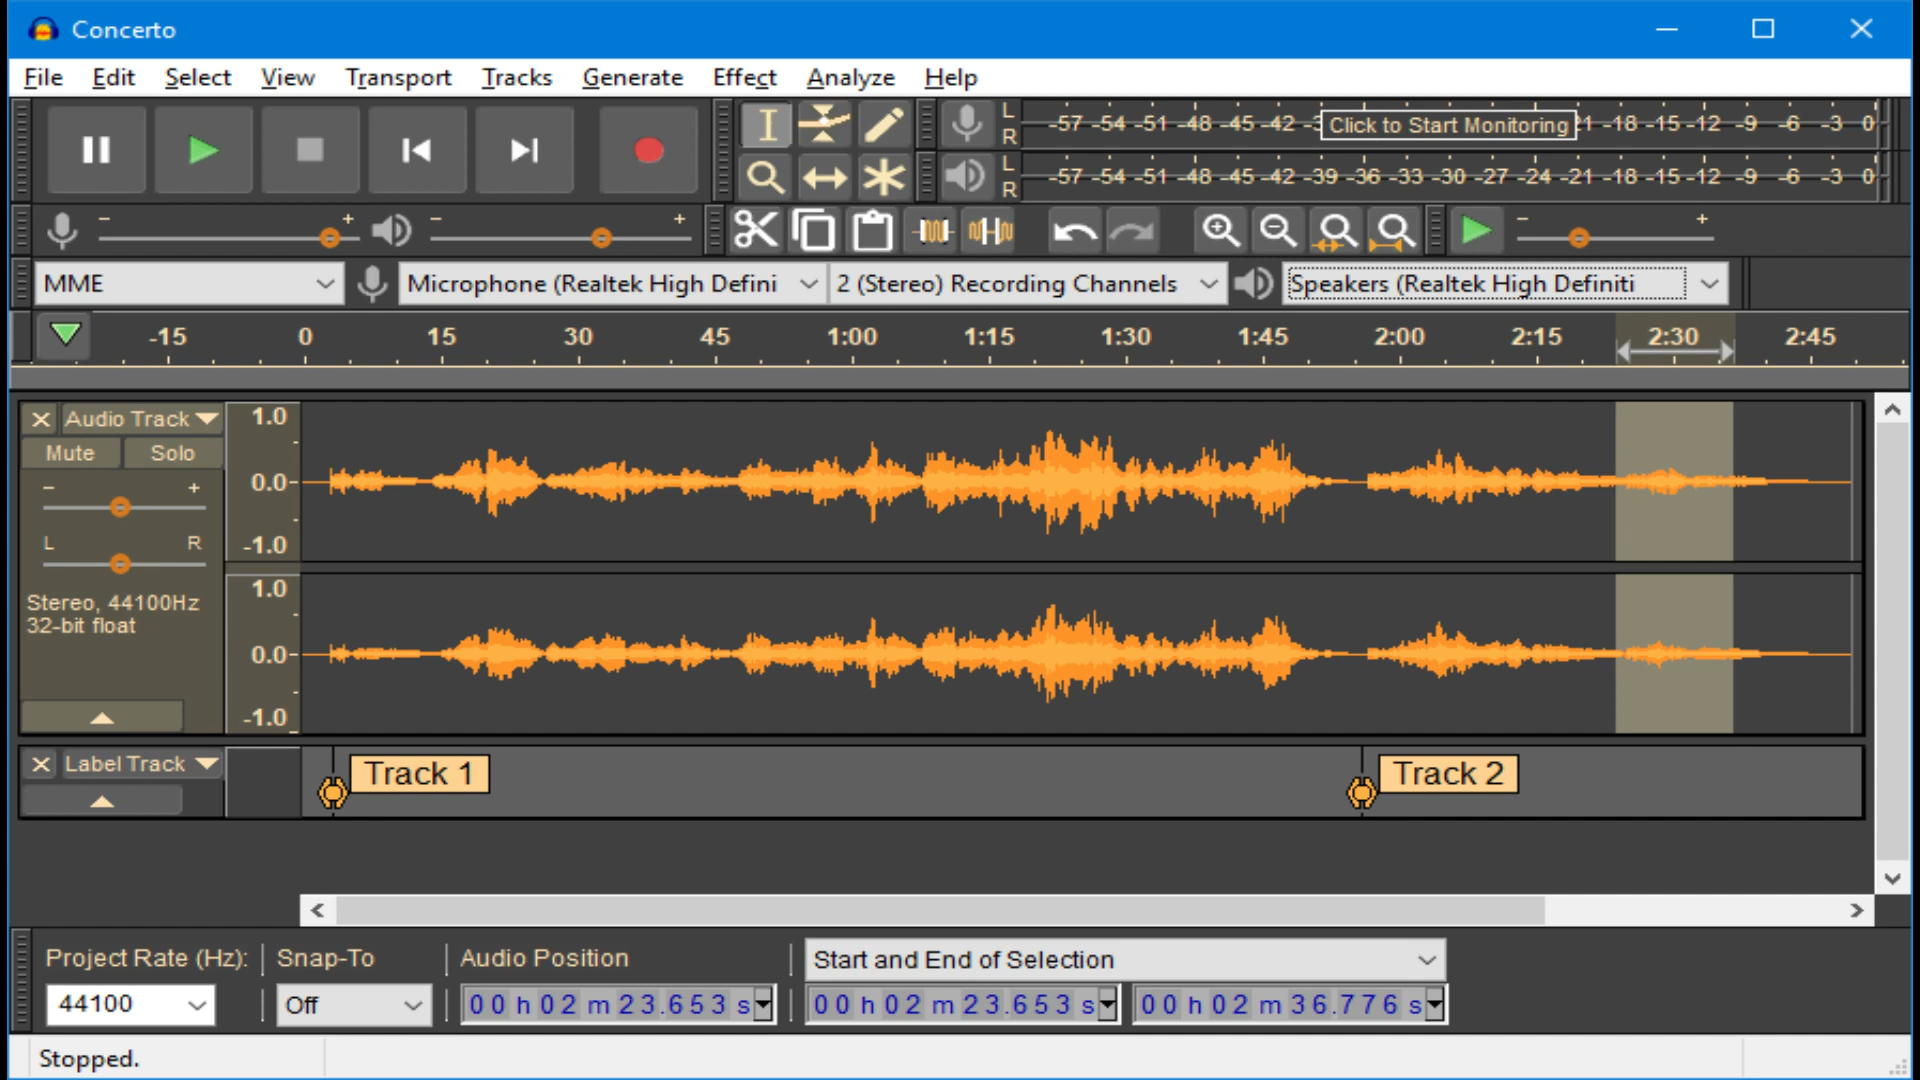 Concerto
File Edit Select View Transport Tracks Generate Effect Analyze Help
L
R
-57 -54 -51 -48 -45 -42 -3 Click to Start Monitoring 1 -18 -15 -12 -9 -6 -3 0
L
R
-57 -54 -51 -48 -45 -42 -39 -36 -33 -30 -27 -24 -21 -18 -15 -12 -9 -6 -3 0
- + - + - +
MME Microphone (Realtek High Defini 2 (Stereo) Recording Channels Speakers (Realtek High Definiti
-15 0 15 30 45 1:00 1:15 1:30 1:45 2:00 2:15 2:30 2:45
Audio Track 1.0
Mute Solo
- + 0.0
L R -1.0
Stereo, 44100Hz 1.0
32-bit float
0.0
-1.0
Label Track Track 1 Track 2
Project Rate (Hz): Snap-To Audio Position Start and End of Selection
44100 Off 00 h 02 m 23.653 s 00 h 02 m 23.653 s 00 h 02 m 36.776 s
Stopped.